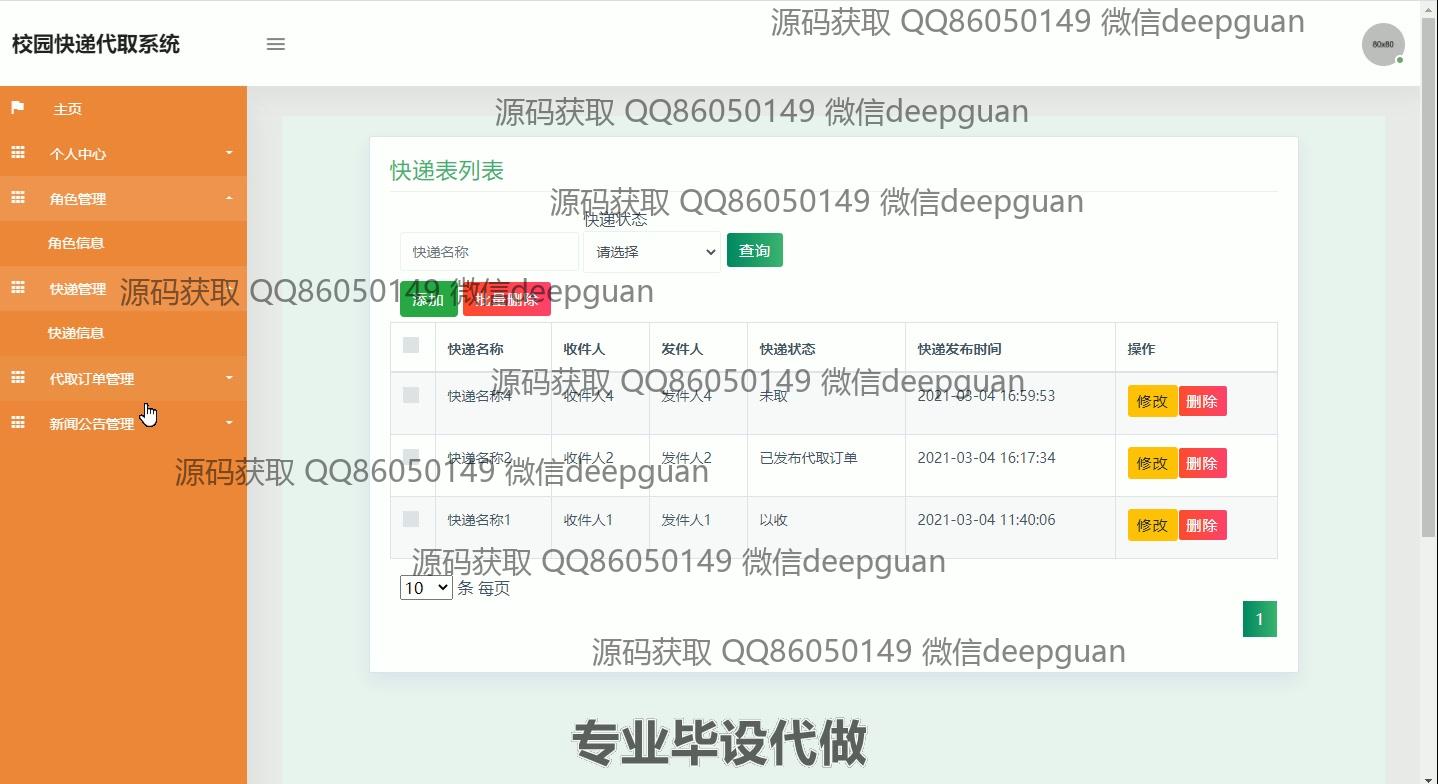 源码获取 QQ86050149 微信deepguan
校园快递代取系统
80x80
主页
源码获取 QQ86050149 微信deepguan
个人中心
快递表列表
角色管理
源码获取 QQ86050149 微信deepguan
快递状态
角色信息
快递名称 请选择 查询
快递管理
源码获取 QQ86050149 微信deepguan
添加 批量删除
快递信息
快递名称 收件人 发件人 快递状态 快递发布时间 操作
代取订单管理
源码获取 QQ86050149 微信deepguan
快递名称4 收件人4 发件人4 未取 2021-03-04 16:59:53 修改 删除
新闻公告管理
快递名称2 收件人2 发件人2 已发布代取订单 2021-03-04 16:17:34 修改 删除
源码获取 QQ86050149 微信deepguan
快递名称1 收件人1 发件人1 以收 2021-03-04 11:40:06 修改 删除
源码获取 QQ86050149 微信deepguan
10 条 每页
1
源码获取 QQ86050149 微信deepguan
专业毕设代做